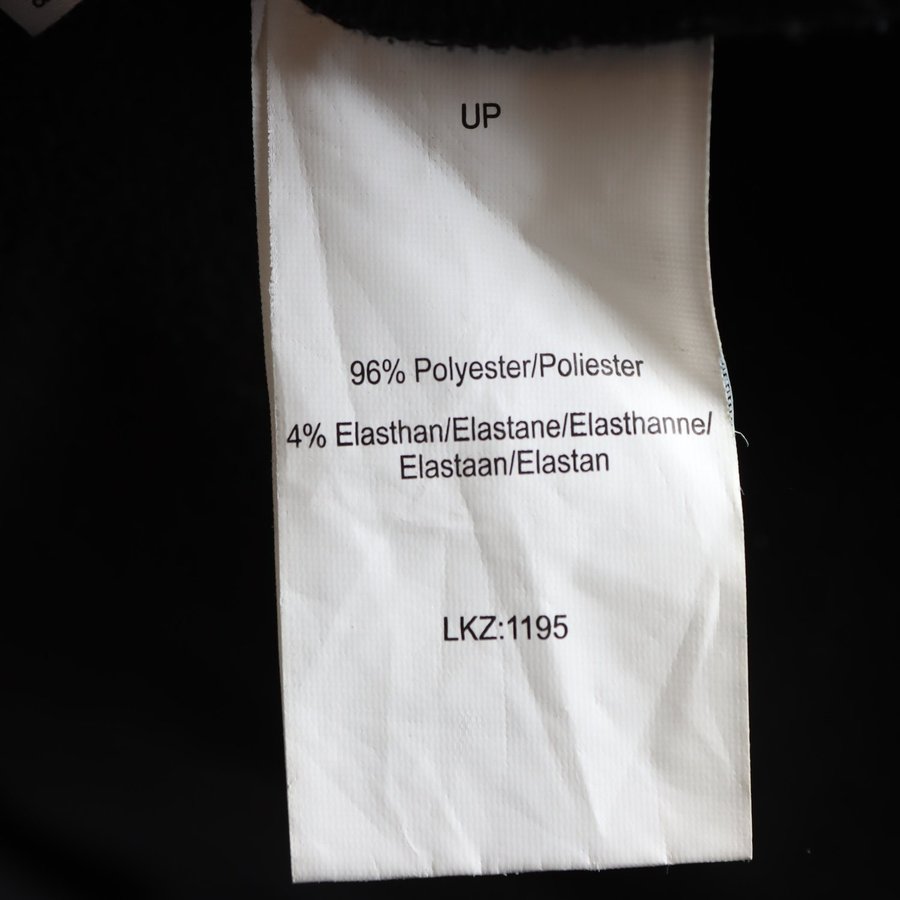 UP
96% Polyester/Poliester
4% Elasthan/Elastane/Elasthanne/
Elastaan/Elastan
LKZ:1195